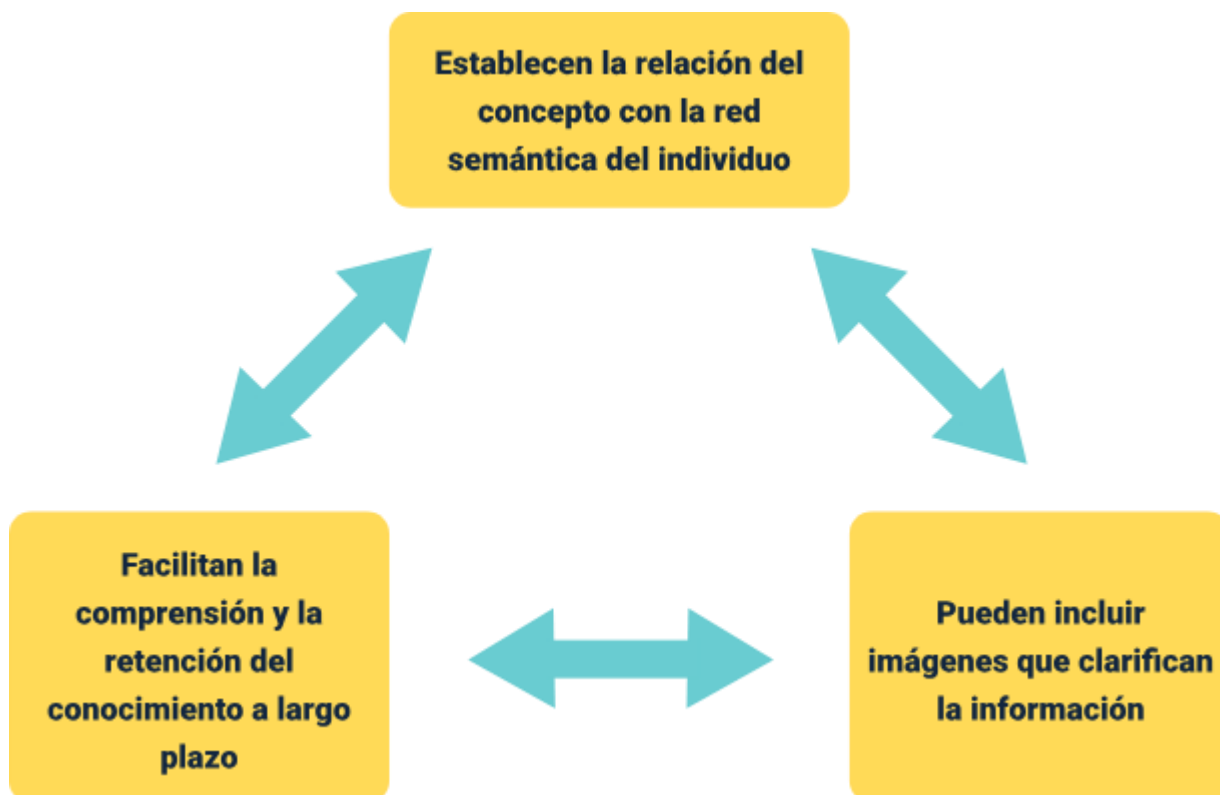 Establecen la relación del
concepto con la red
semántica del individuo
Facilitan la
comprensión y la
retención del
conocimiento a largo
plazo
Pueden incluir
imágenes que clarifican
la información